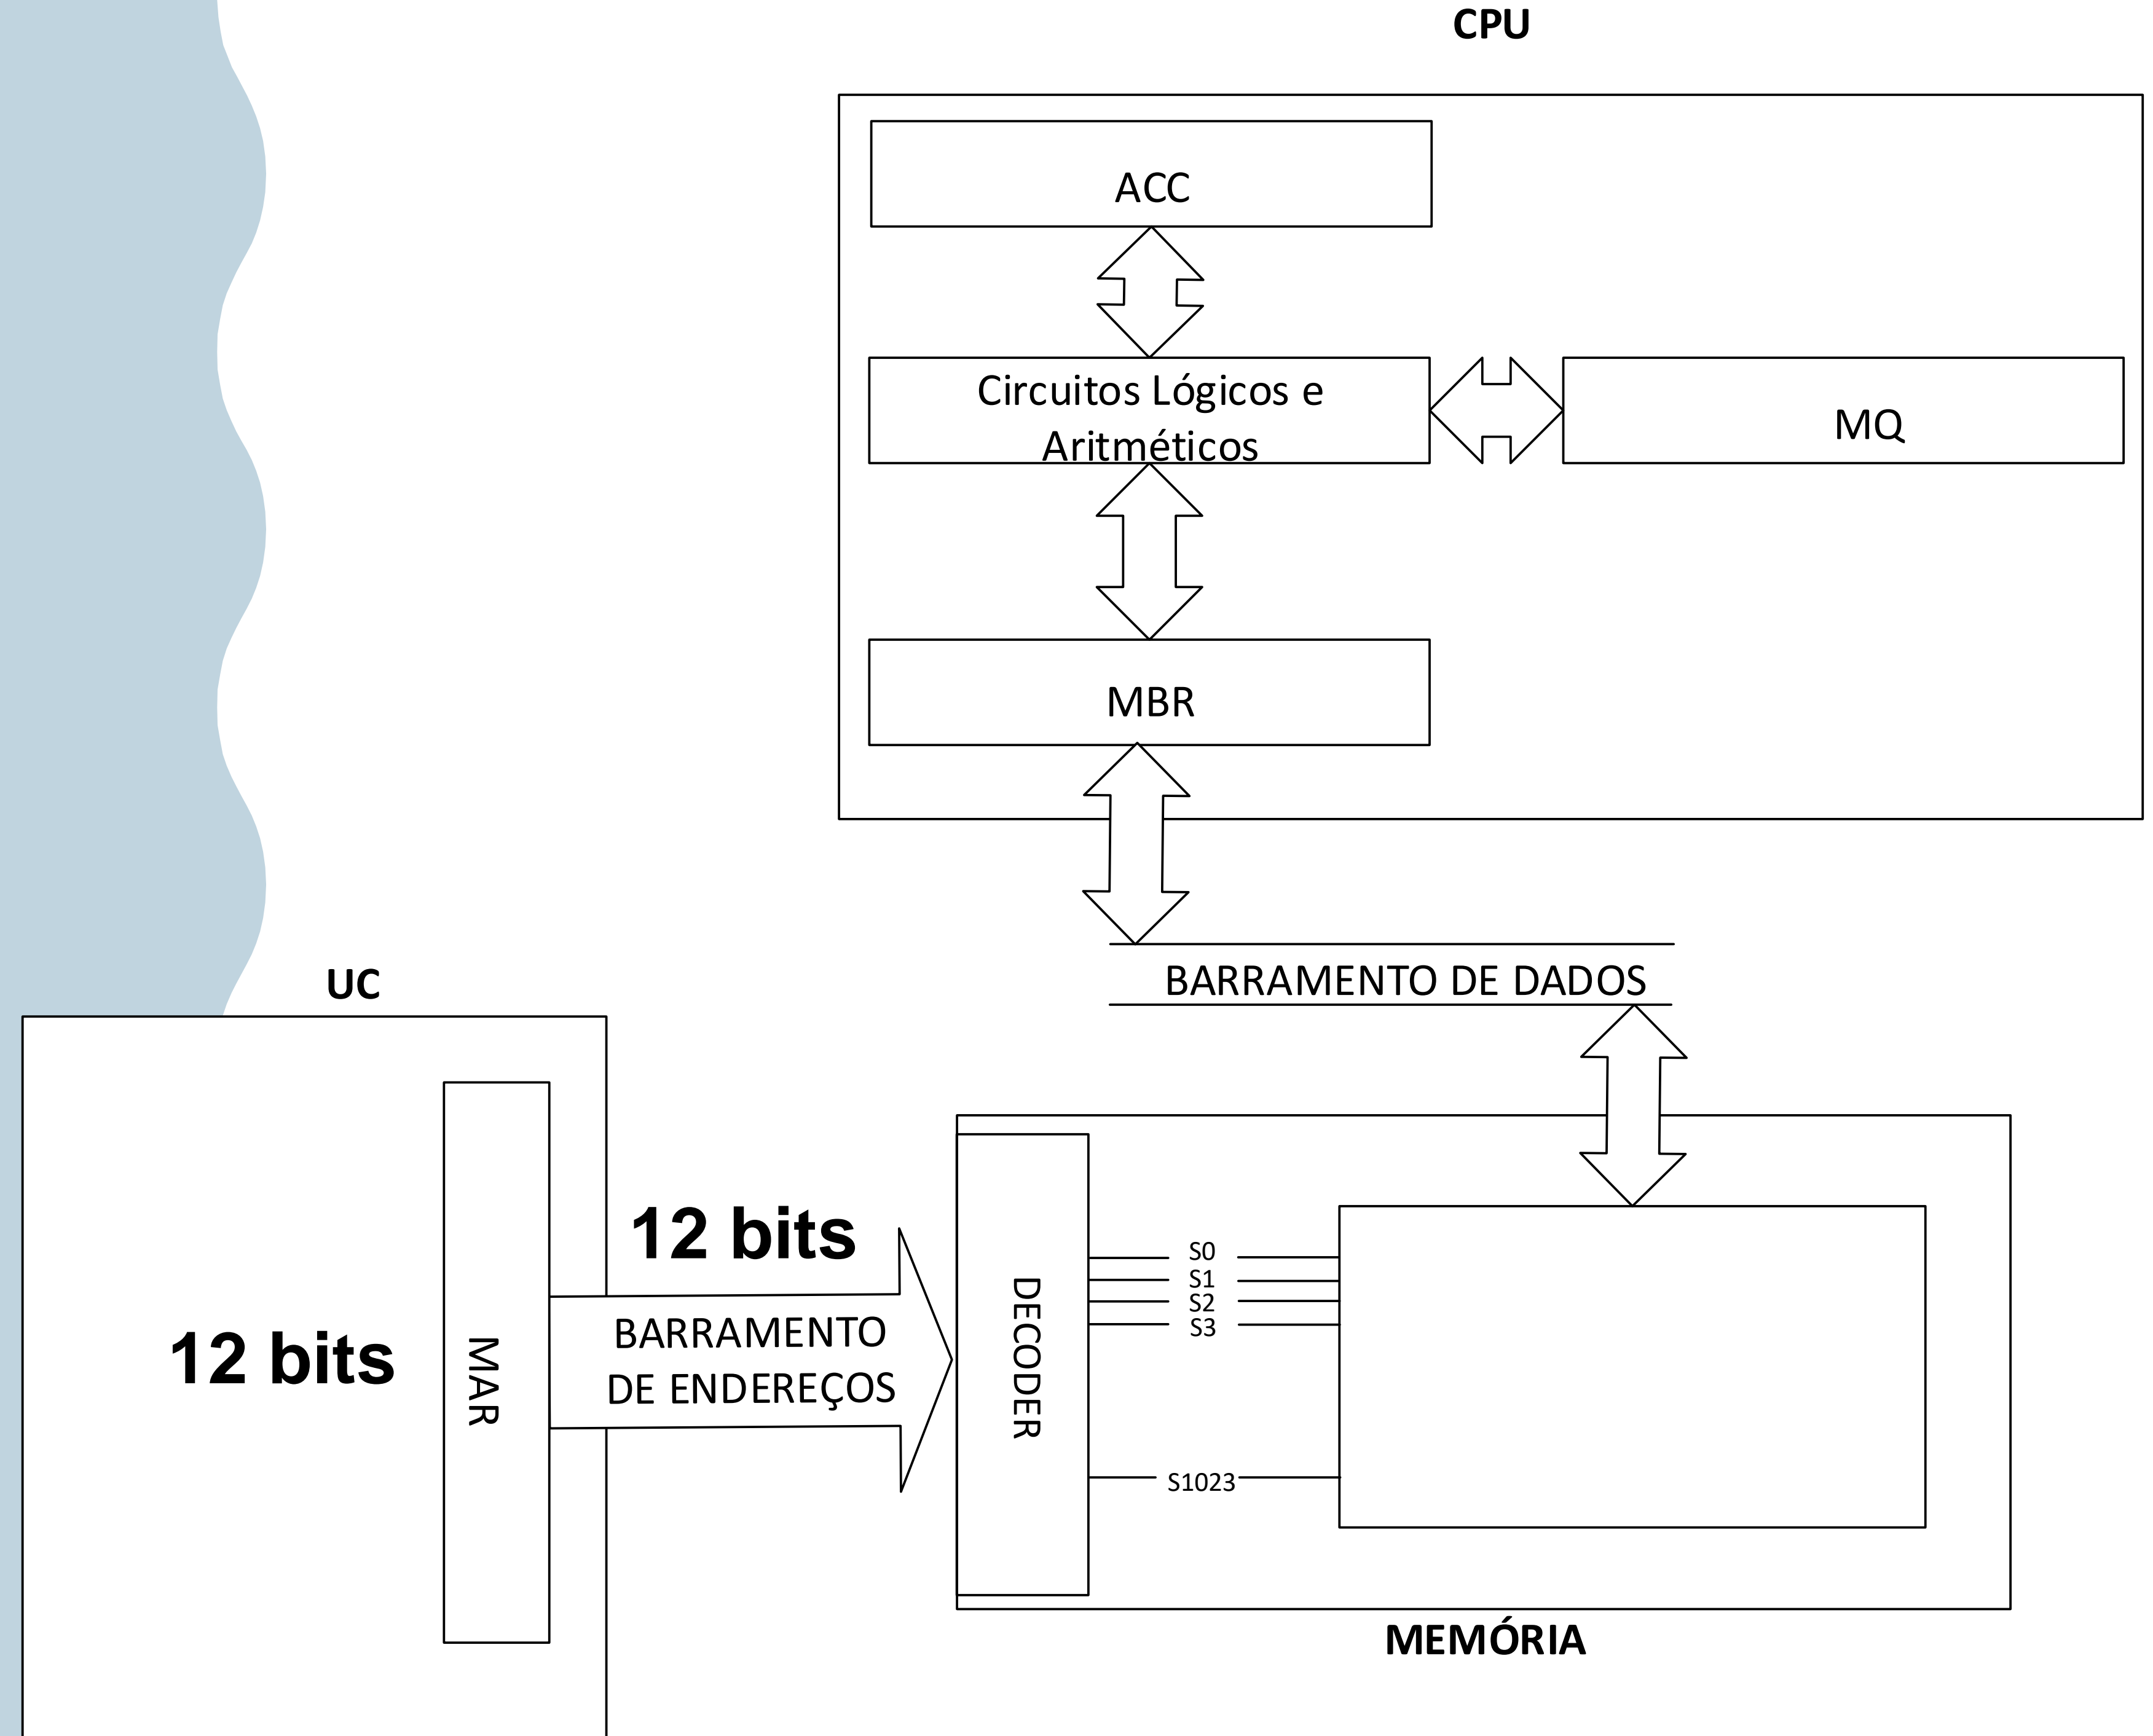 CPU
ACC
Circuitos Lógicos e
Aritméticos
MQ
MBR
BARRAMENTO DE DADOS
UC
12 bits
MAR
12 bits
BARRAMENTO
DE ENDEREÇOS
DECODER
S0
S1
S2
S3
S1023
MEMÓRIA